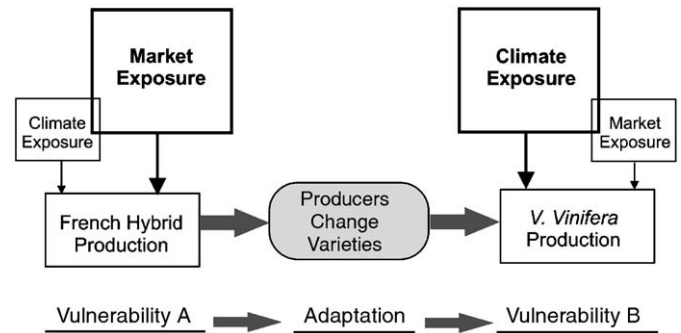 Market
Exposure
Climate
Exposure
Climate
Exposure
Market
Exposure
French Hybrid
Production
Producers
Change
Varieties
V. Vinifera
Production
Vulnerability A
Adaptation
Vulnerability B